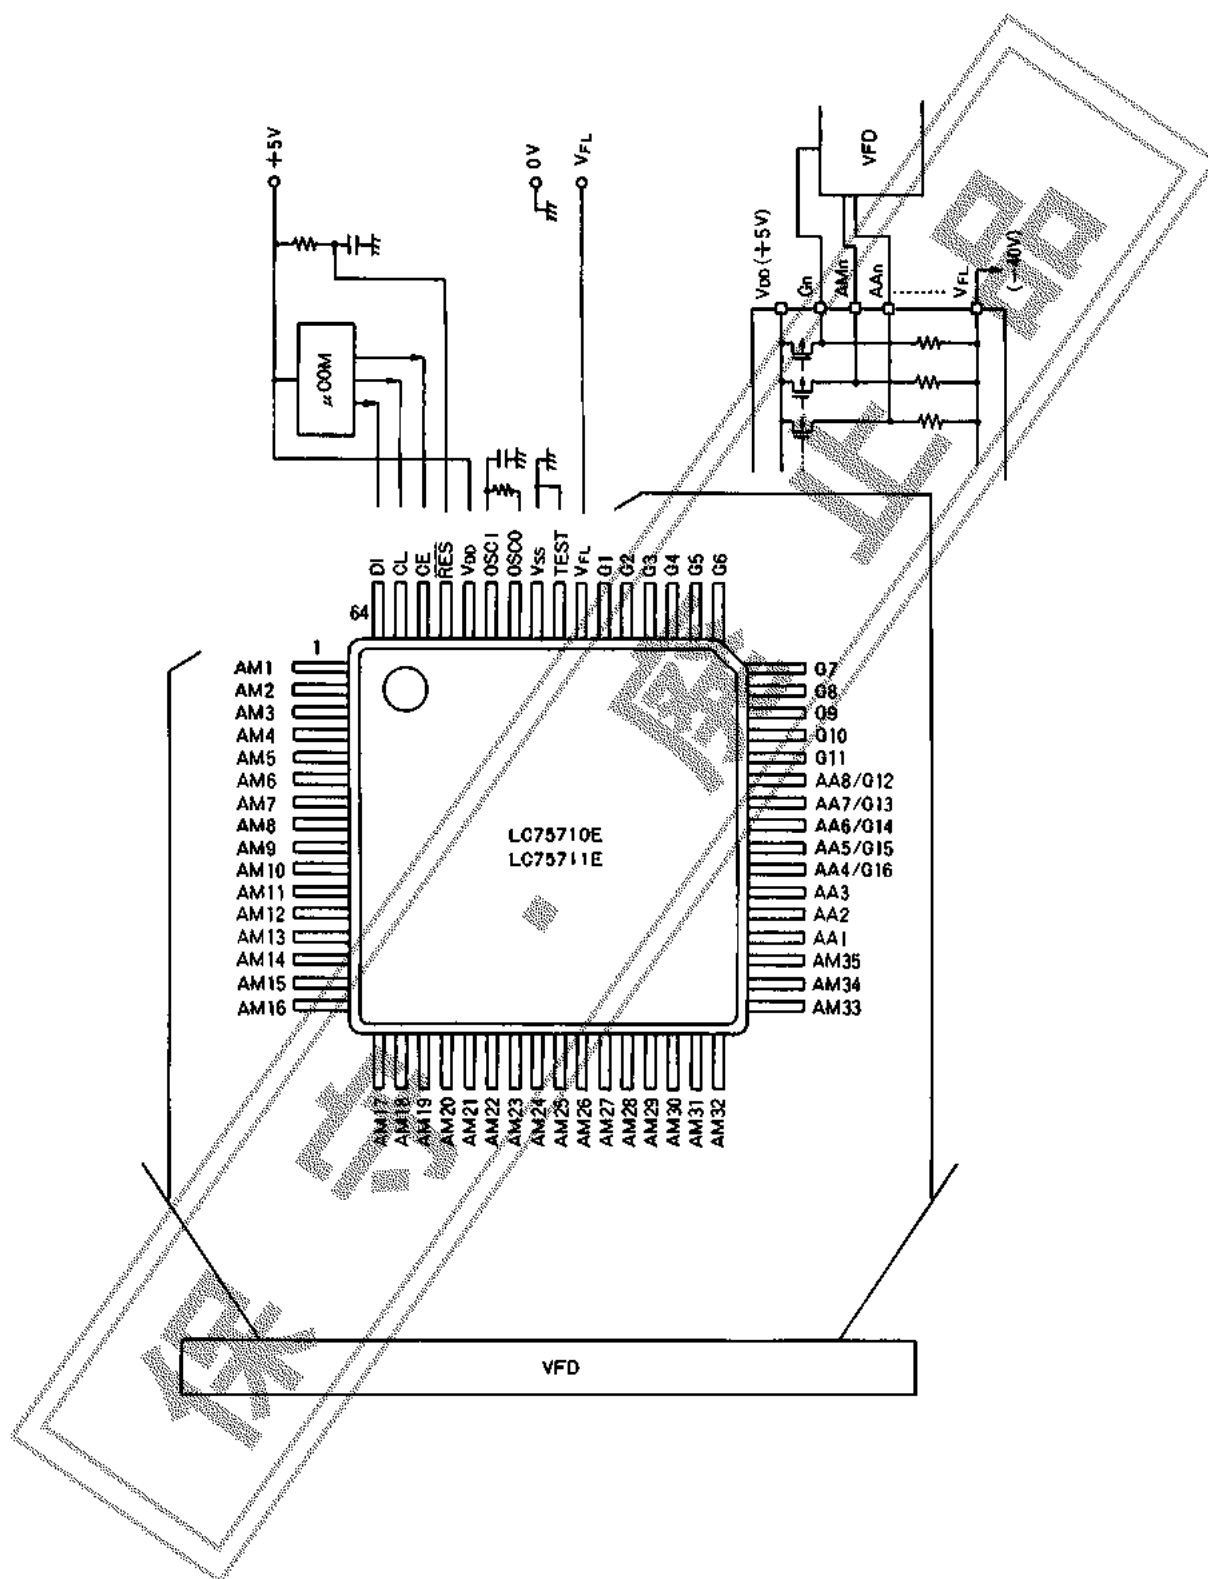 +5V
0V
VFL
μCOM
VFD
VDD (+5V)
Gn
AMn
AAn
VFL
(−40V)
64
DI
CL
CE
RES
VDD
OSCI
OSCO
VSS
TEST
VFL
G1
G2
G3
G4
G5
G6
1
AM1
AM2
AM3
AM4
AM5
AM6
AM7
AM8
AM9
AM10
AM11
AM12
AM13
AM14
AM15
AM16
G7
G8
G9
G10
G11
AA8/G12
AA7/G13
AA6/G14
AA5/G15
AA4/G16
AA3
AA2
AA1
AM35
AM34
AM33
LC75710E
LC75711E
AM17
AM18
AM19
AM20
AM21
AM22
AM23
AM24
AM25
AM26
AM27
AM28
AM29
AM30
AM31
AM32
VFD